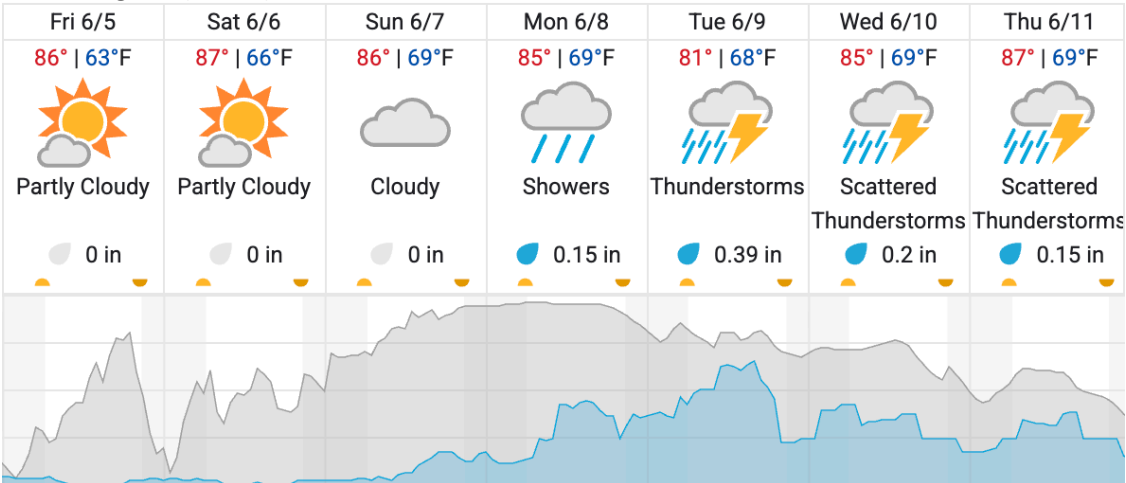 Fri 6/5 Sat 6/6 Sun 6/7 Mon 6/8 Tue 6/9 Wed 6/10 Thu 6/11
86° | 63°F 87° | 66°F 86° | 69°F 85° | 69°F 81° | 68°F 85° | 69°F 87° | 69°F
Partly Cloudy Partly Cloudy Cloudy Showers Thunderstorms Scattered Scattered
Thunderstorms Thunderstorms
0 in 0 in 0 in 0.15 in 0.39 in 0.2 in 0.15 in